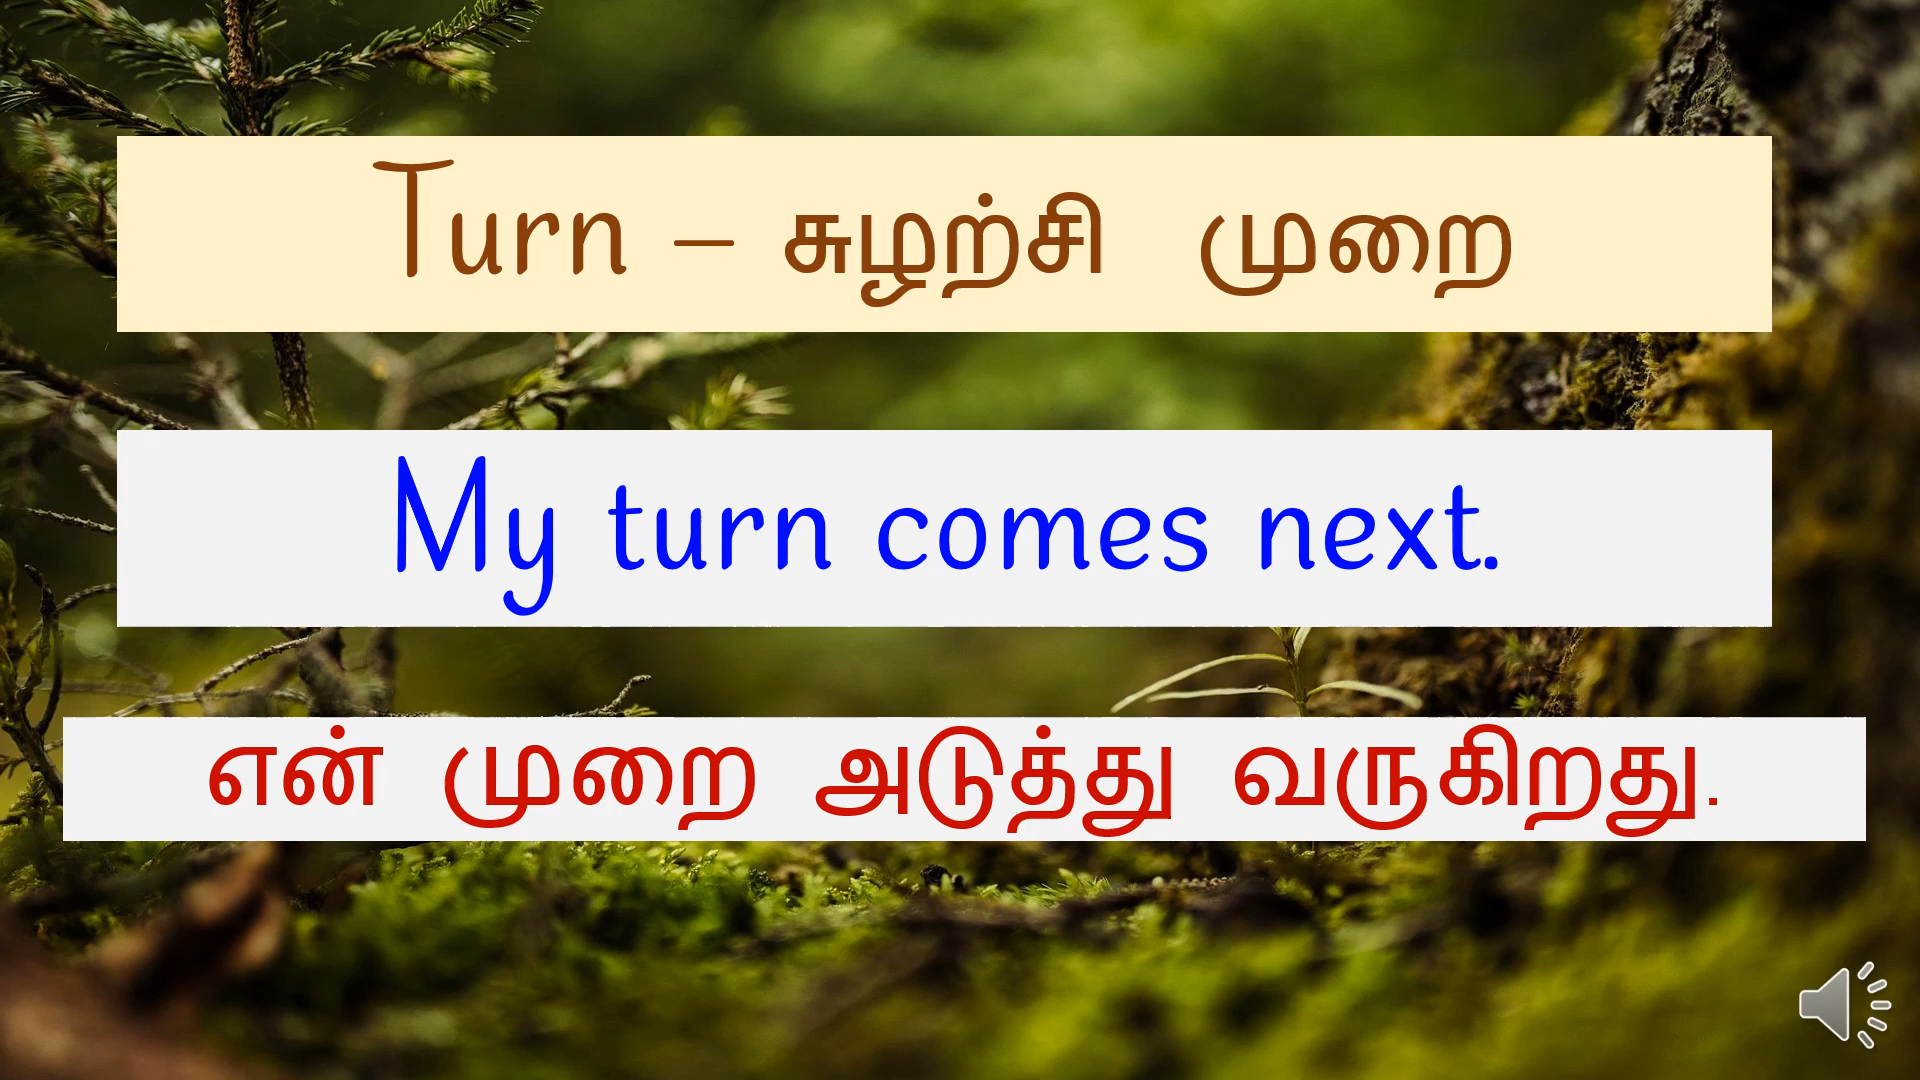 Turn – சுழற்சி முறை
My turn comes next.
என் முறை அடுத்து வருகிறது.